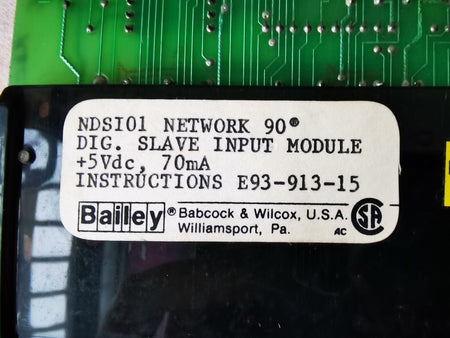 NDSI01 NETWORK 90®
DIG. SLAVE INPUT MODULE
+5Vdc, 70mA
INSTRUCTIONS E93-913-15
Bailey® Babcock & Wilcox, U.S.A.
Williamsport, Pa. AC SA